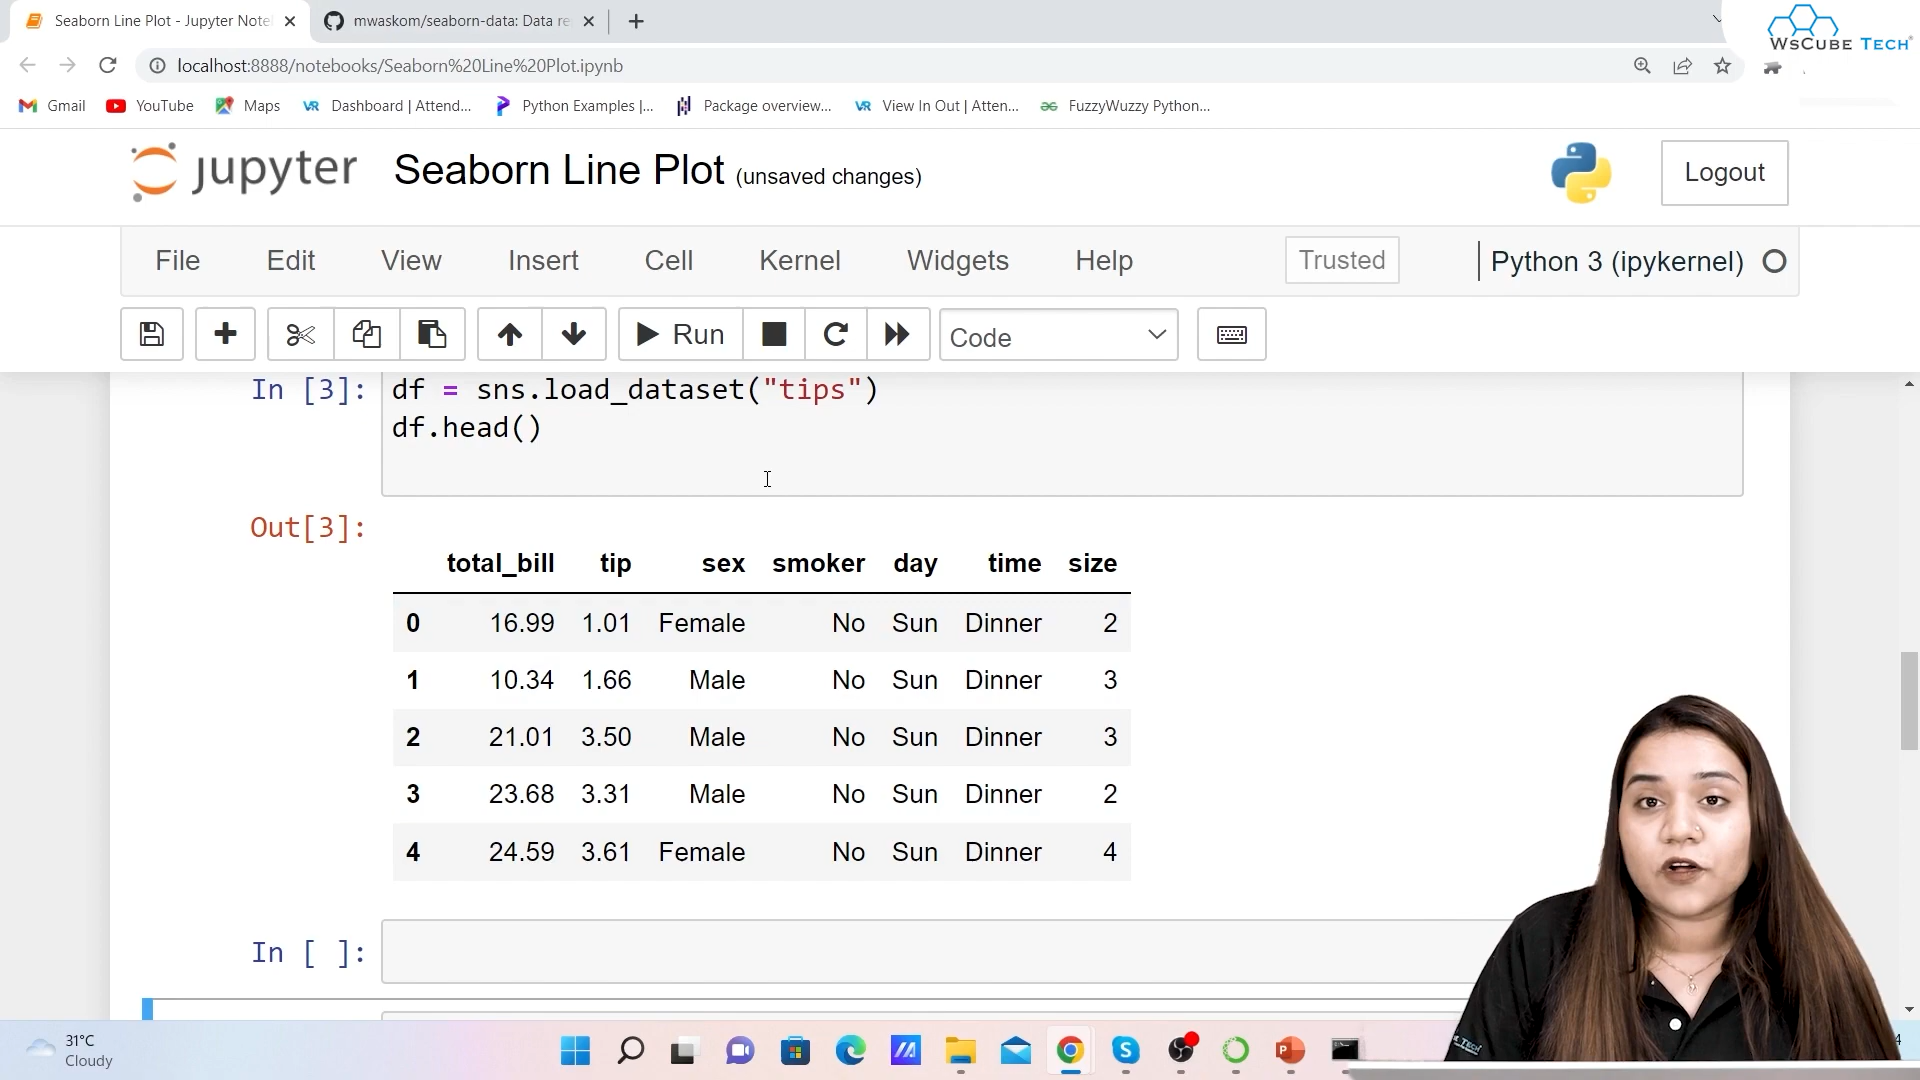 Seaborn Line Plot - Jupyter Note
mwaskom/seaborn-data: Data re
WsCube Tech
localhost:8888/notebooks/Seaborn%20Line%20Plot.ipynb
Gmail YouTube Maps Dashboard | Attend... Python Examples |... Package overview... View In Out | Atten... FuzzyWuzzy Python...
jupyter Seaborn Line Plot (unsaved changes)
Logout
File Edit View Insert Cell Kernel Widgets Help Trusted Python 3 (ipykernel)
Run Code
In [3]: df = sns.load_dataset("tips")
df.head()
Out[3]:
total_bill tip sex smoker day time size
0 16.99 1.01 Female No Sun Dinner 2
1 10.34 1.66 Male No Sun Dinner 3
2 21.01 3.50 Male No Sun Dinner 3
3 23.68 3.31 Male No Sun Dinner 2
4 24.59 3.61 Female No Sun Dinner 4
In [ ]:
31°C
Cloudy